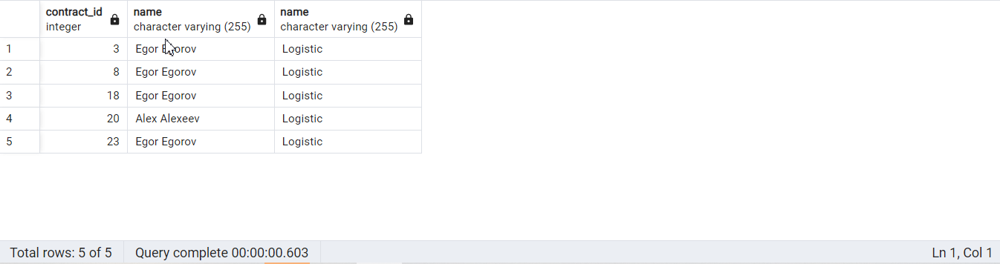 contract_id name name
integer character varying (255) character varying (255)
1 3 Egor Egorov Logistic
2 8 Egor Egorov Logistic
3 18 Egor Egorov Logistic
4 20 Alex Alexeev Logistic
5 23 Egor Egorov Logistic
Total rows: 5 of 5 Query complete 00:00:00.603 Ln 1, Col 1